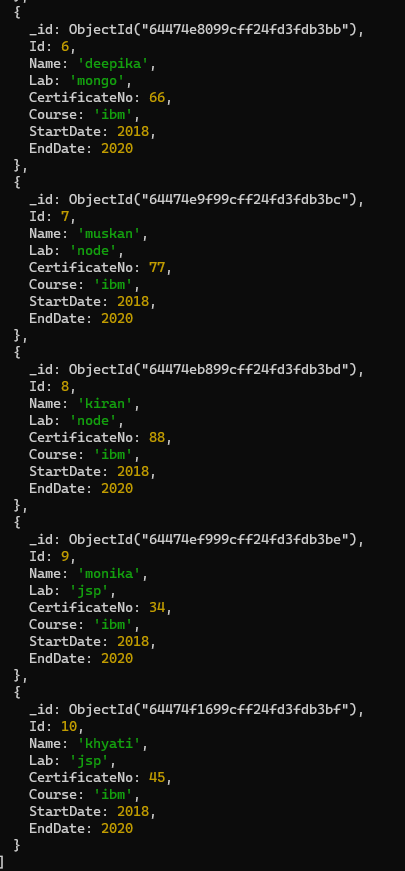 {
_id: ObjectId("64474e8099cff24fd3fdb3bb"),
Id: 6,
Name: 'deepika',
Lab: 'mongo',
CertificateNo: 66,
Course: 'ibm',
StartDate: 2018,
EndDate: 2020
},
{
_id: ObjectId("64474e9f99cff24fd3fdb3bc"),
Id: 7,
Name: 'muskan',
Lab: 'node',
CertificateNo: 77,
Course: 'ibm',
StartDate: 2018,
EndDate: 2020
},
{
_id: ObjectId("64474eb899cff24fd3fdb3bd"),
Id: 8,
Name: 'kiran',
Lab: 'node',
CertificateNo: 88,
Course: 'ibm',
StartDate: 2018,
EndDate: 2020
},
{
_id: ObjectId("64474ef999cff24fd3fdb3be"),
Id: 9,
Name: 'monika',
Lab: 'jsp',
CertificateNo: 34,
Course: 'ibm',
StartDate: 2018,
EndDate: 2020
},
{
_id: ObjectId("64474f1699cff24fd3fdb3bf"),
Id: 10,
Name: 'khyati',
Lab: 'jsp',
CertificateNo: 45,
Course: 'ibm',
StartDate: 2018,
EndDate: 2020
}
]